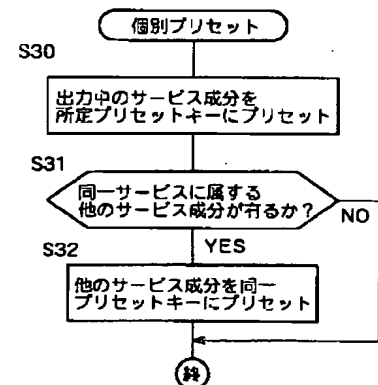 個別プリセット
S30
出力中のサービス成分を
所定プリセットキーにプリセット
S31
同一サービスに属する
他のサービス成分が有るか？
NO
YES
S32
他のサービス成分を同一
プリセットキーにプリセット
終